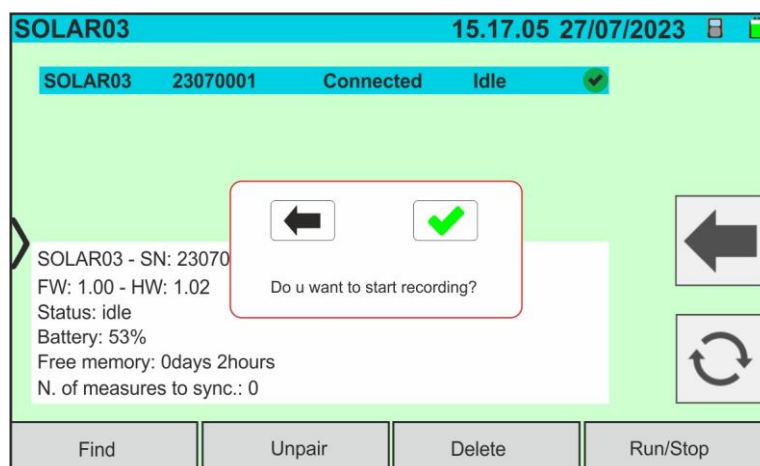 SOLAR03 15.17.05 27/07/2023
SOLAR03 23070001 Connected Idle
Do u want to start recording?
SOLAR03 - SN: 23070
FW: 1.00 - HW: 1.02
Status: idle
Battery: 53%
Free memory: 0days 2hours
N. of measures to sync.: 0
Find Unpair Delete Run/Stop